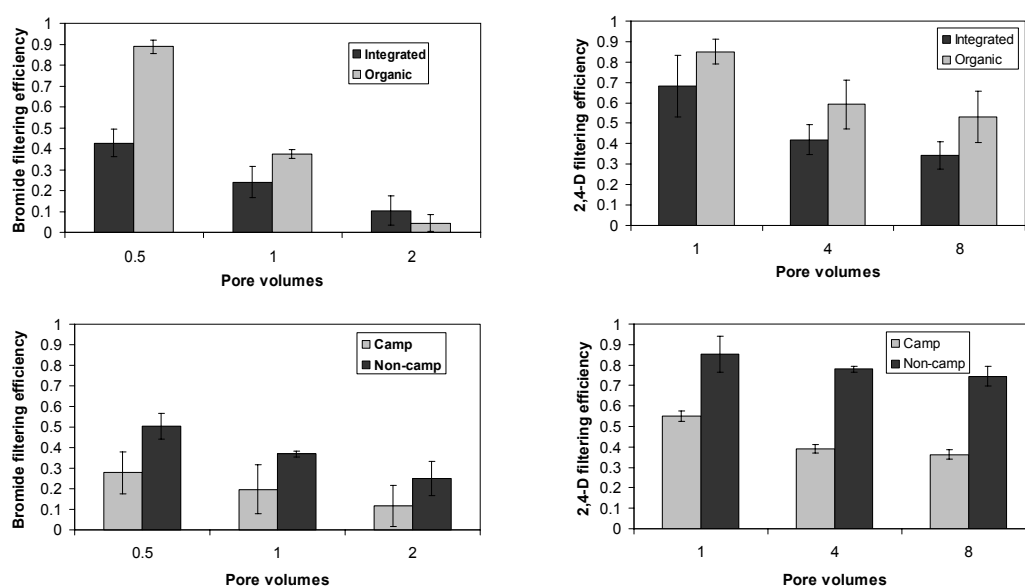 Bromide filtering efficiency
1
0.9
0.8
0.7
0.6
0.5
0.4
0.3
0.2
0.1
0
Integrated
Organic
0.5 1 2
Pore volumes
2,4-D filtering efficiency
1
0.9
0.8
0.7
0.6
0.5
0.4
0.3
0.2
0.1
0
Integrated
Organic
1 4 8
Pore volumes
Bromide filtering efficiency
1
0.9
0.8
0.7
0.6
0.5
0.4
0.3
0.2
0.1
0
Camp
Non-camp
0.5 1 2
Pore volumes
2,4-D filtering efficiency
1
0.9
0.8
0.7
0.6
0.5
0.4
0.3
0.2
0.1
0
Camp
Non-camp
1 4 8
Pore volumes